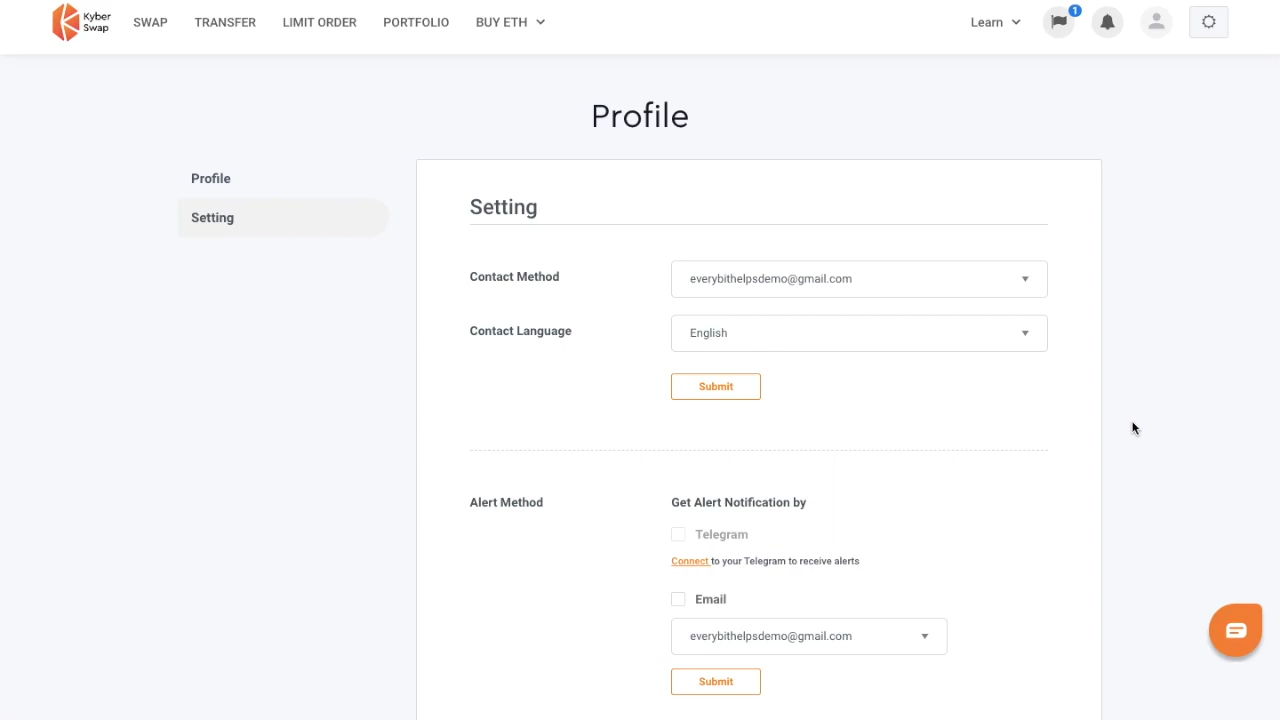 Kyber
Swap
SWAP
TRANSFER
LIMIT ORDER
PORTFOLIO
BUY ETH
Learn
1
Profile
Profile
Setting
Setting
Contact Method
everybithelpsdemo@gmail.com
Contact Language
English
Submit
Alert Method
Get Alert Notification by
Telegram
Connect to your Telegram to receive alerts
Email
everybithelpsdemo@gmail.com
Submit